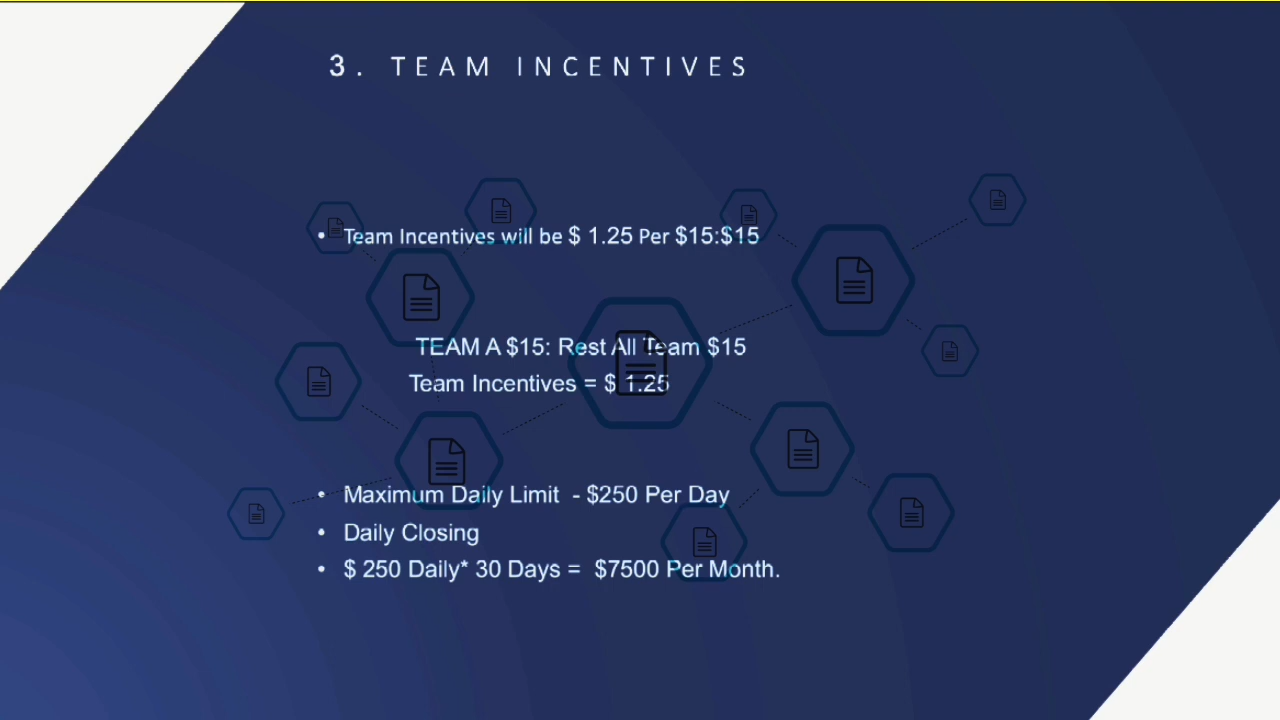 3. TEAM INCENTIVES
• Team Incentives will be $ 1.25 Per $15:$15
TEAM A $15: Rest All Team $15
Team Incentives = $ 1.25
• Maximum Daily Limit - $250 Per Day
• Daily Closing
• $ 250 Daily* 30 Days = $7500 Per Month.